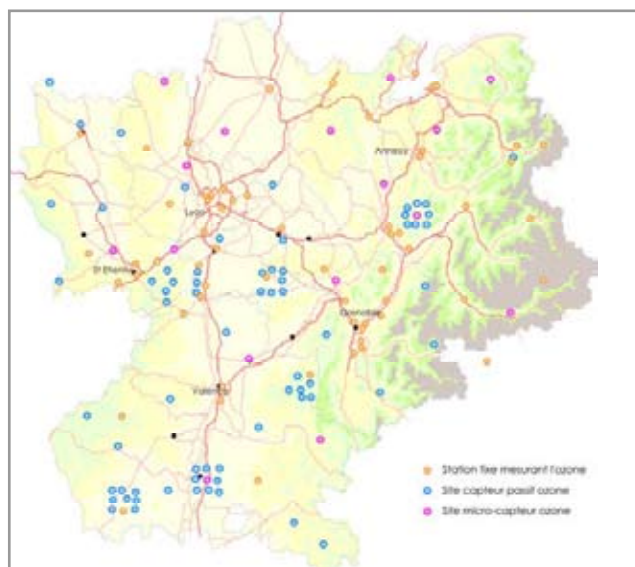 Annecy
Lyon
St Etienne
Grenoble
Valence
Station fixe mesurant l'ozone
Site capteur passif ozone
Site micro-capteur ozone